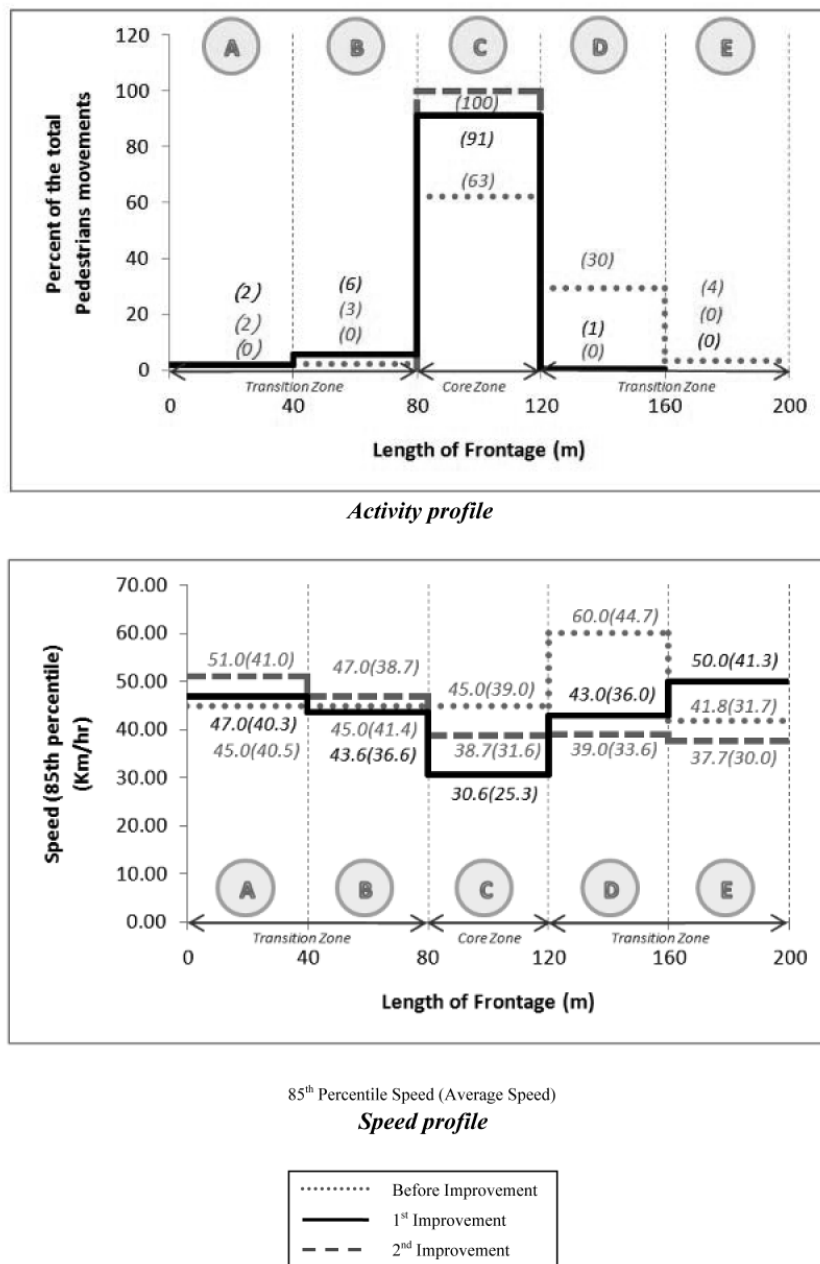 120
A B C D E
100
(100)
(91)
80
(63)
60
40
(30)
20
(2) (6) (4)
(2) (3) (1) (0)
(0) (0) (0) (0)
0
Percent of the total
Pedestrians movements
Transition Zone Core Zone Transition Zone
0 40 80 120 160 200
Length of Frontage (m)
Activity profile
70.00
60.00
50.00
40.00
30.00
20.00
10.00
0.00
Speed (85th percentile)
(Km/hr)
51.0(41.0) 47.0(38.7) 45.0(39.0) 60.0(44.7) 50.0(41.3)
47.0(40.3) 45.0(41.4) 38.7(31.6) 43.0(36.0) 41.8(31.7)
45.0(40.5) 43.6(36.6) 30.6(25.3) 39.0(33.6) 37.7(30.0)
A B C D E
Transition Zone Core Zone Transition Zone
0 40 80 120 160 200
Length of Frontage (m)
85th Percentile Speed (Average Speed)
Speed profile
Before Improvement
1st Improvement
2nd Improvement